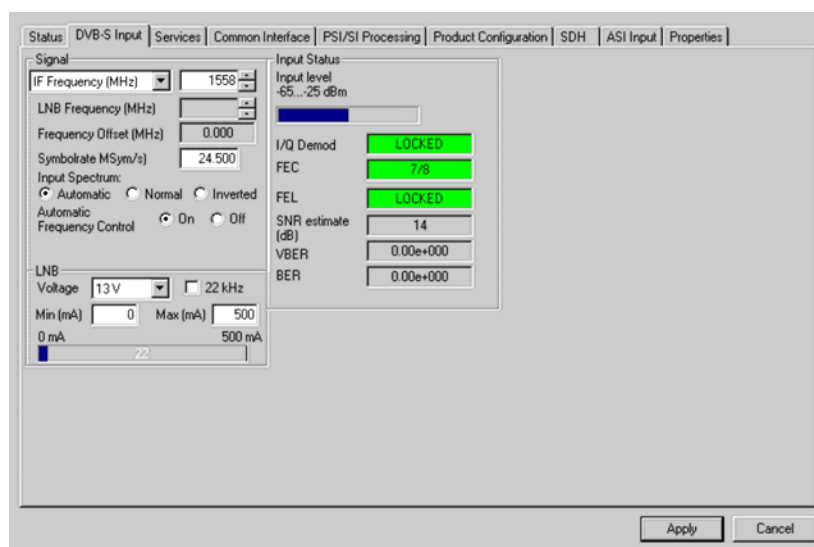 Status DVB-S Input Services Common Interface PSI/SI Processing Product Configuration SDH ASI Input Properties
Signal
IF Frequency (MHz) 1558
LNB Frequency (MHz)
Frequency Offset (MHz) 0.000
Symbolrate MSym/s) 24.500
Input Spectrum:
Automatic Normal Inverted
Automatic
Frequency Control On Off
LNB
Voltage 13 V 22 kHz
Min (mA) 0 Max (mA) 500
0 mA 500 mA
22
Input Status
Input level
-65...-25 dBm
I/Q Demod LOCKED
FEC 7/8
FEL LOCKED
SNR estimate
(dB) 14
VBER 0.00e+000
BER 0.00e+000
Apply Cancel